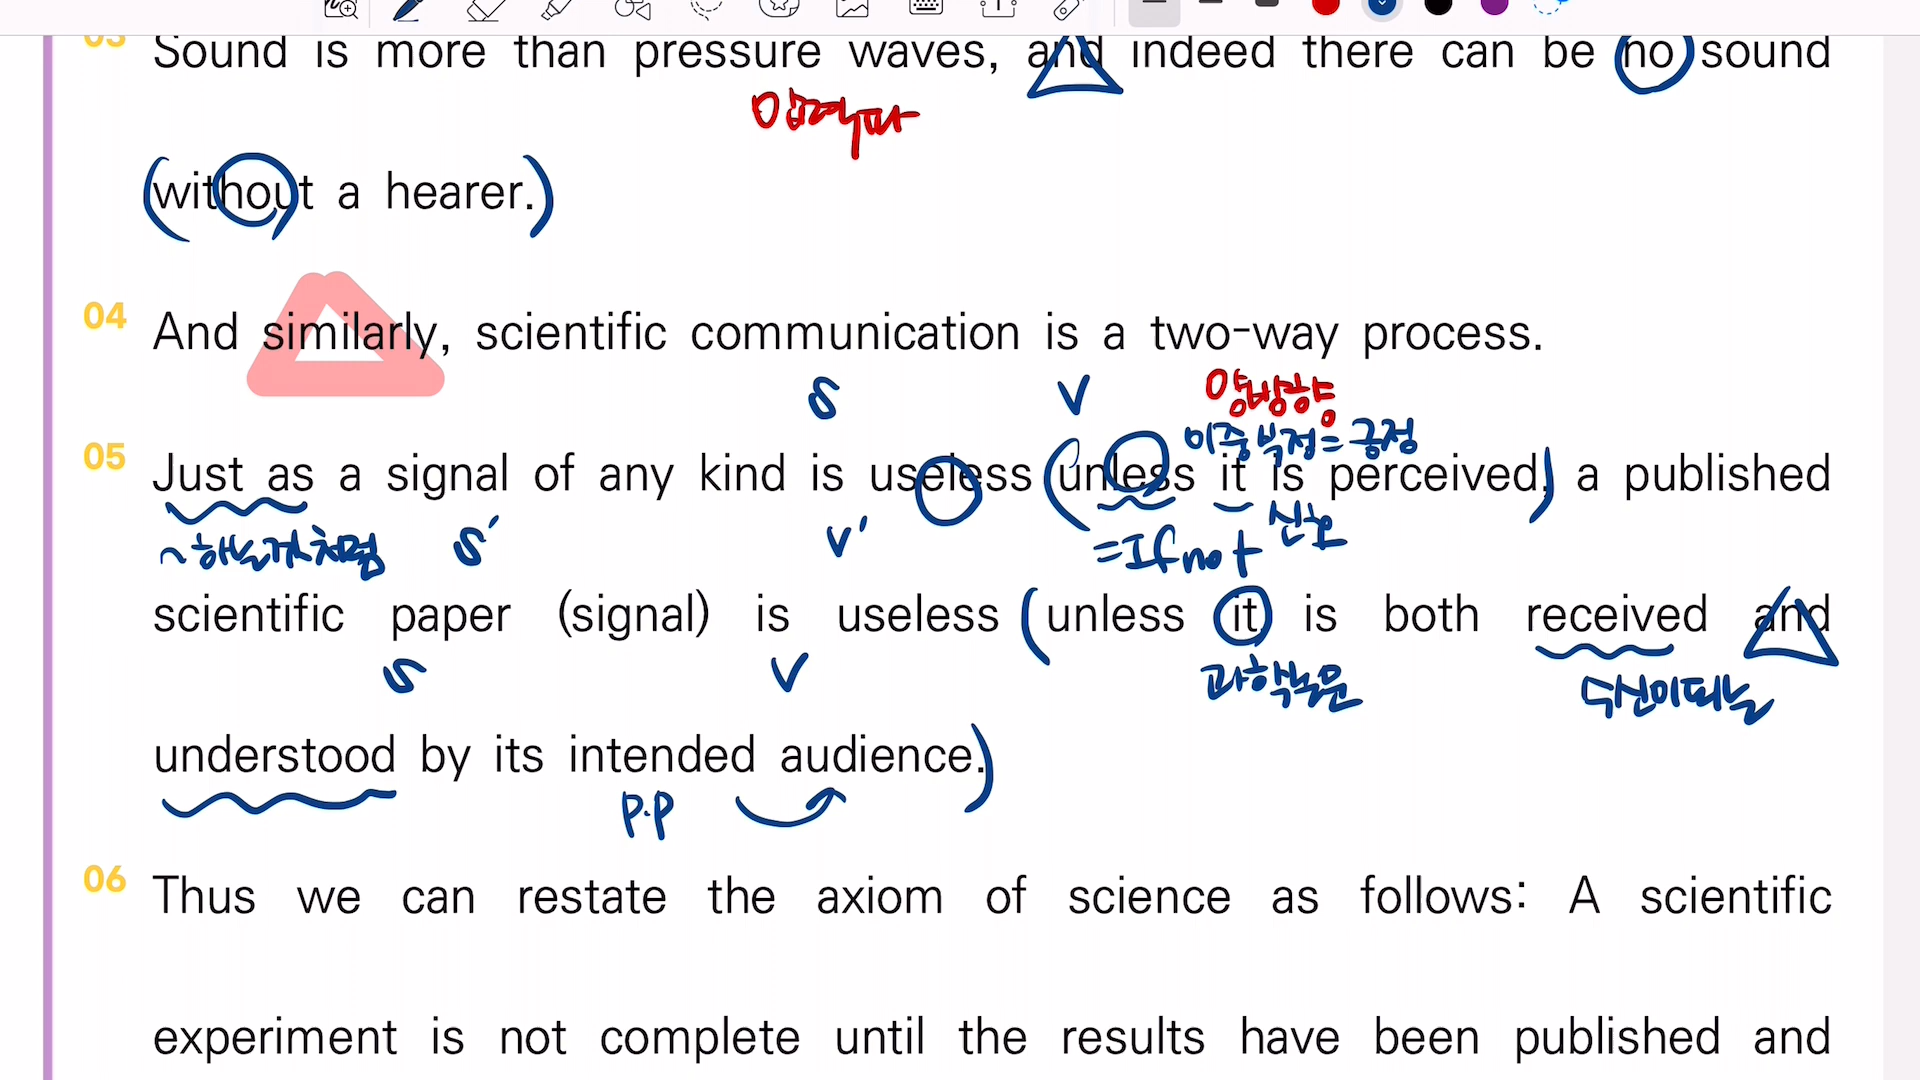 03 Sound is more than pressure waves, and indeed there can be no sound
압력파
(without a hearer.)
04 And similarly, scientific communication is a two-way process.
S V 양방향
이중부정=긍정
05 Just as a signal of any kind is useless (unless it is perceived,) a published
~하는것처럼 S' V' =If not 신호
scientific paper (signal) is useless (unless it is both received and
S V 과학논문 수신이되는
understood by its intended audience.)
P.P
06 Thus we can restate the axiom of science as follows: A scientific
experiment is not complete until the results have been published and